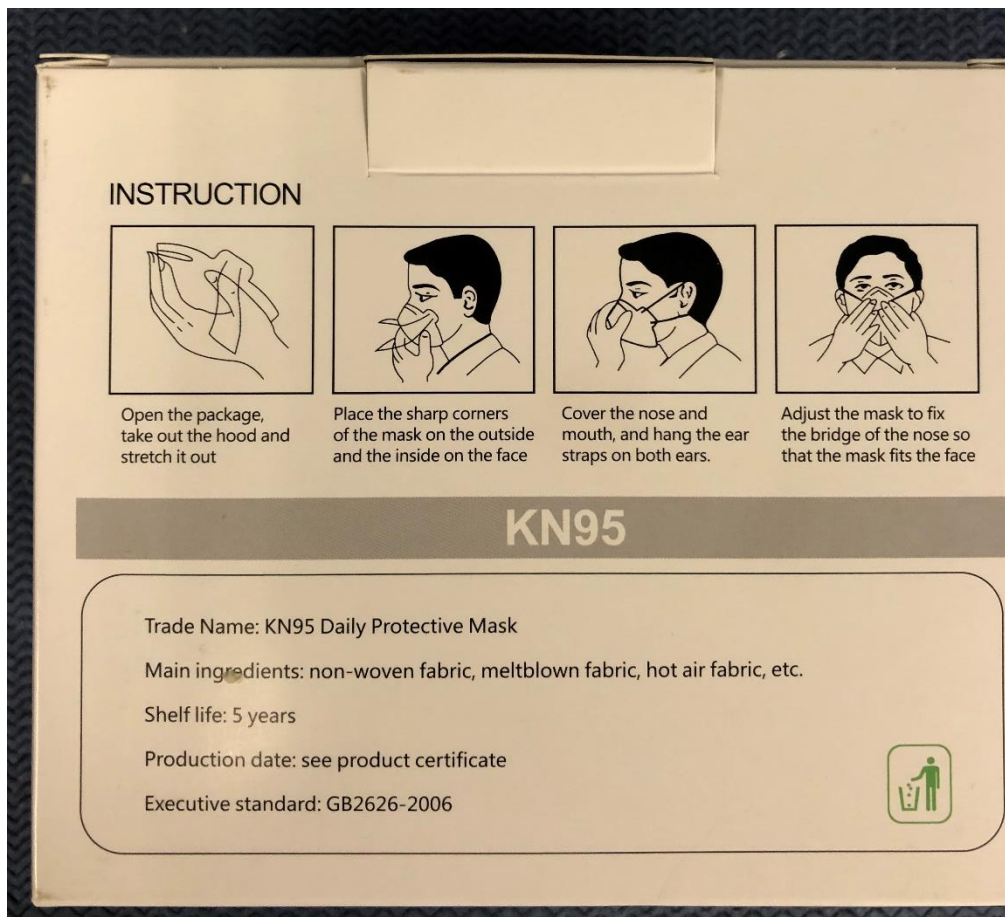 INSTRUCTION
Open the package,
take out the hood and
stretch it out
Place the sharp corners
of the mask on the outside
and the inside on the face
Cover the nose and
mouth, and hang the ear
straps on both ears.
Adjust the mask to fix
the bridge of the nose so
that the mask fits the face
KN95
Trade Name: KN95 Daily Protective Mask
Main ingredients: non-woven fabric, meltblown fabric, hot air fabric, etc.
Shelf life: 5 years
Production date: see product certificate
Executive standard: GB2626-2006